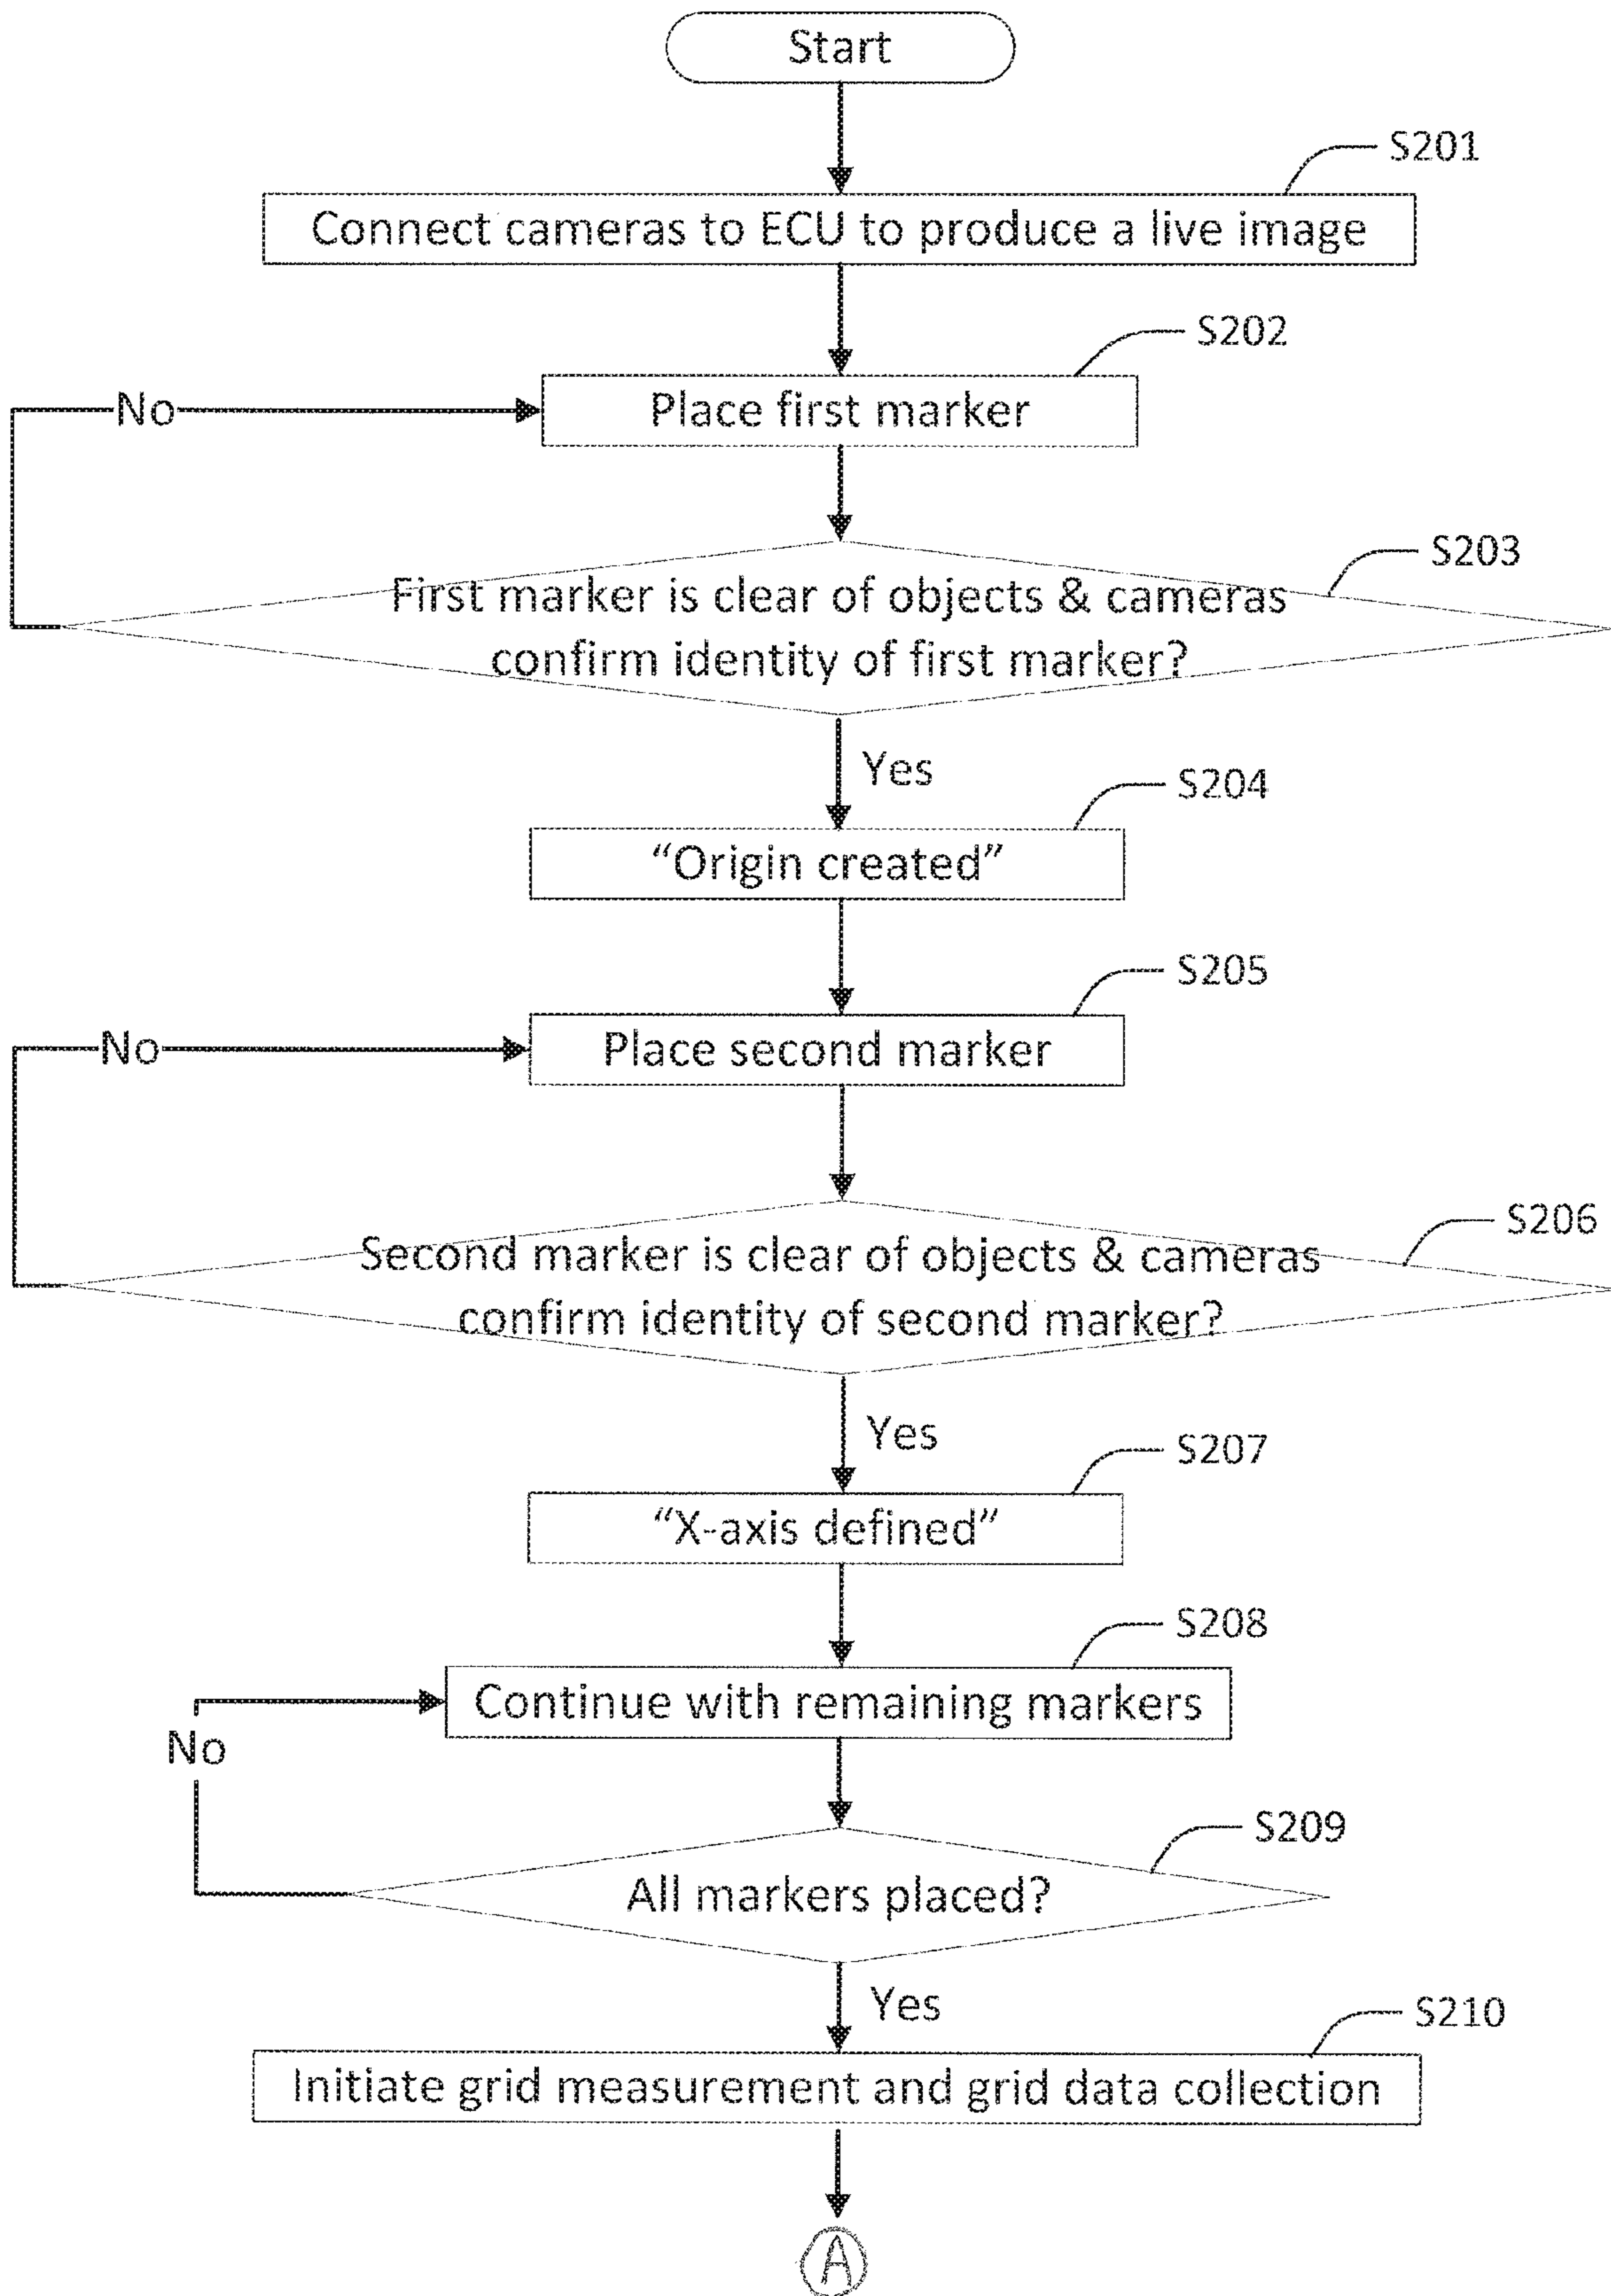 Start
S201
Connect cameras to ECU to produce a live image
S202
No
Place first marker
S203
First marker is clear of objects & cameras
confirm identity of first marker?
Yes
S204
“Origin created”
S205
No
Place second marker
S206
Second marker is clear of objects & cameras
confirm identity of second marker?
Yes
S207
“X-axis defined”
S208
Continue with remaining markers
No
S209
All markers placed?
Yes
S210
Initiate grid measurement and grid data collection
A